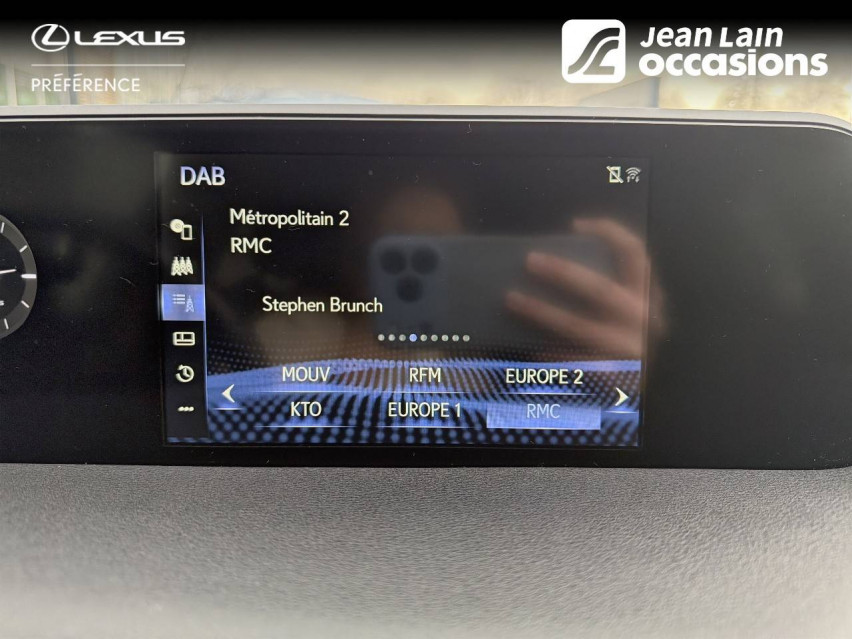 LEXUS
PRÉFÉRENCE
Jean Lain
occasions
DAB
Métropolitain 2
RMC
Stephen Brunch
MOUV RFM EUROPE 2
KTO EUROPE 1 RMC